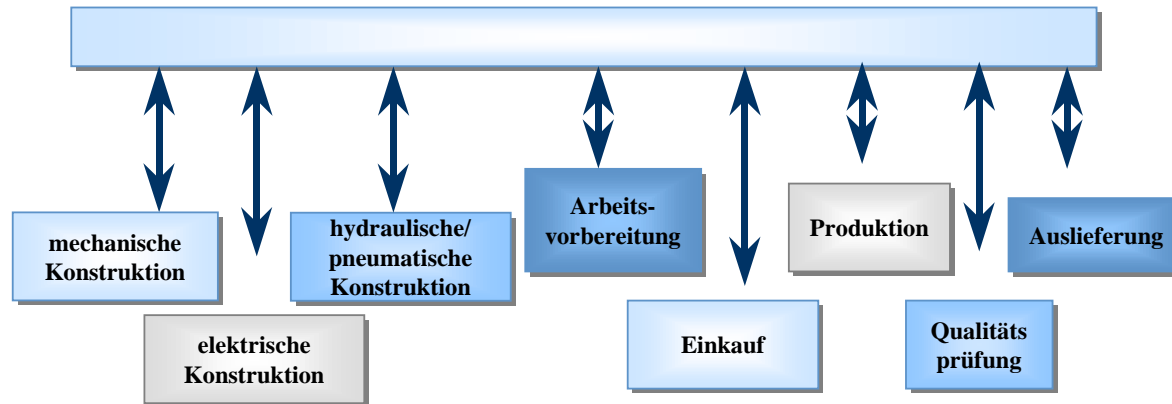 mechanische
Konstruktion
elektrische
Konstruktion
hydraulische/
pneumatische
Konstruktion
Arbeits-
vorbereitung
Einkauf
Produktion
Qualitäts
prüfung
Auslieferung